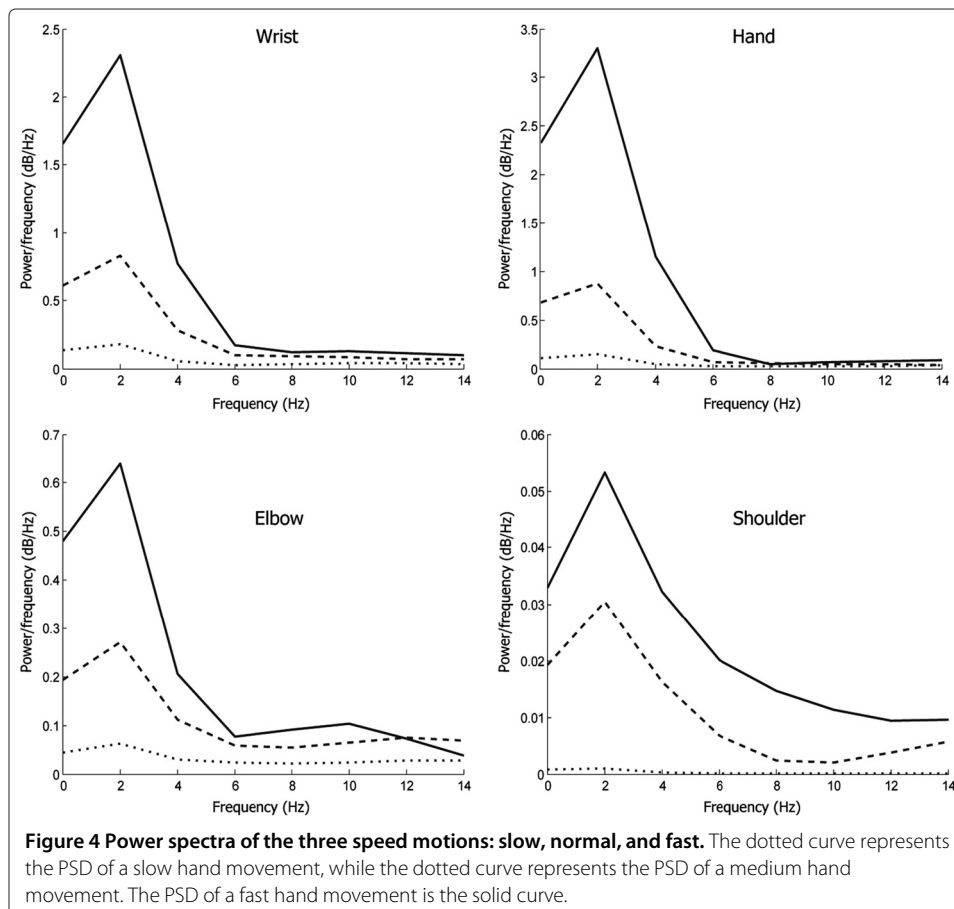 Wrist
2.5
2
1.5
1
0.5
0
Power/frequency (dB/Hz)
0 2 4 6 8 10 12 14
Frequency (Hz)
Hand
3.5
3
2.5
2
1.5
1
0.5
0
Power/frequency (dB/Hz)
0 2 4 6 8 10 12 14
Frequency (Hz)
Elbow
0.7
0.6
0.5
0.4
0.3
0.2
0.1
0
Power/frequency (dB/Hz)
0 2 4 6 8 10 12 14
Frequency (Hz)
Shoulder
0.06
0.05
0.04
0.03
0.02
0.01
0
Power/frequency (dB/Hz)
0 2 4 6 8 10 12 14
Frequency (Hz)
Figure 4 Power spectra of the three speed motions: slow, normal, and fast. The dotted curve represents
the PSD of a slow hand movement, while the dotted curve represents the PSD of a medium hand
movement. The PSD of a fast hand movement is the solid curve.